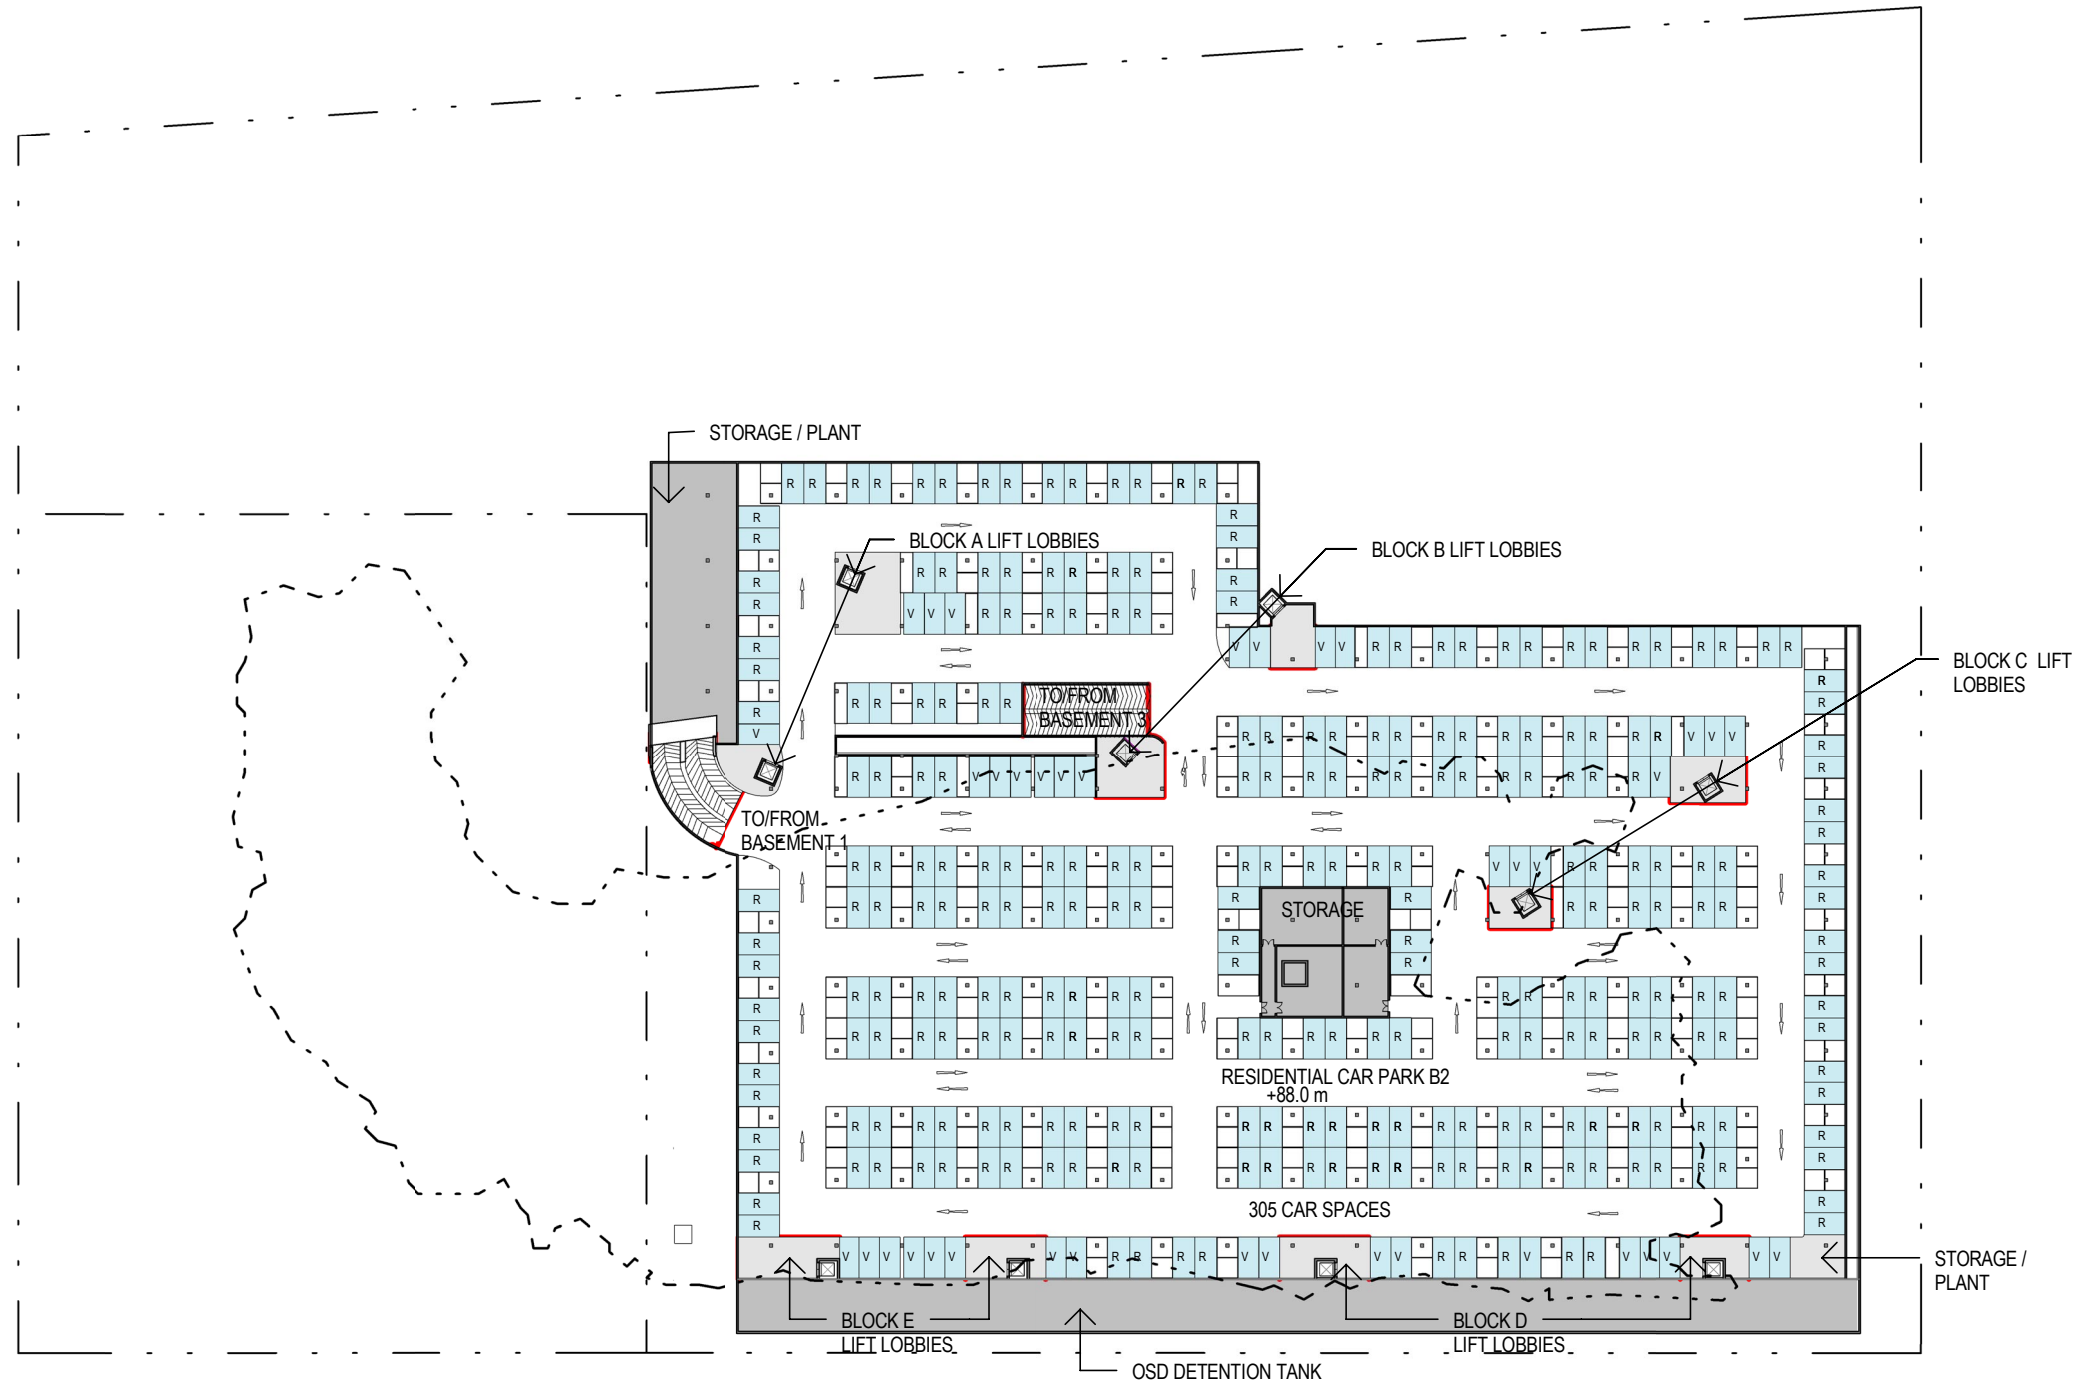 STORAGE / PLANT
BLOCK A LIFT LOBBIES
BLOCK B LIFT LOBBIES
BLOCK C LIFT
LOBBIES
TO/FROM
BASEMENT 3
TO/FROM
BASEMENT 1
STORAGE
RESIDENTIAL CAR PARK B2
+88.0 m
305 CAR SPACES
STORAGE /
PLANT
BLOCK E
LIFT LOBBIES
BLOCK D
LIFT LOBBIES
OSD DETENTION TANK